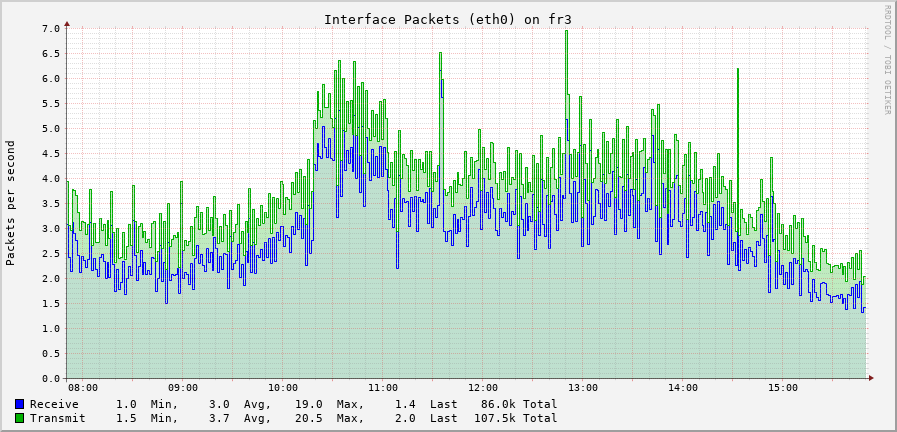 Interface Packets (eth0) on fr3
RRDTOOL / TOBI OETIKER
Packets per second
7.0
6.5
6.0
5.5
5.0
4.5
4.0
3.5
3.0
2.5
2.0
1.5
1.0
0.5
0.0
08:00 09:00 10:00 11:00 12:00 13:00 14:00 15:00
Receive 1.0 Min, 3.0 Avg, 19.0 Max, 1.4 Last 86.0k Total
Transmit 1.5 Min, 3.7 Avg, 20.5 Max, 2.0 Last 107.5k Total